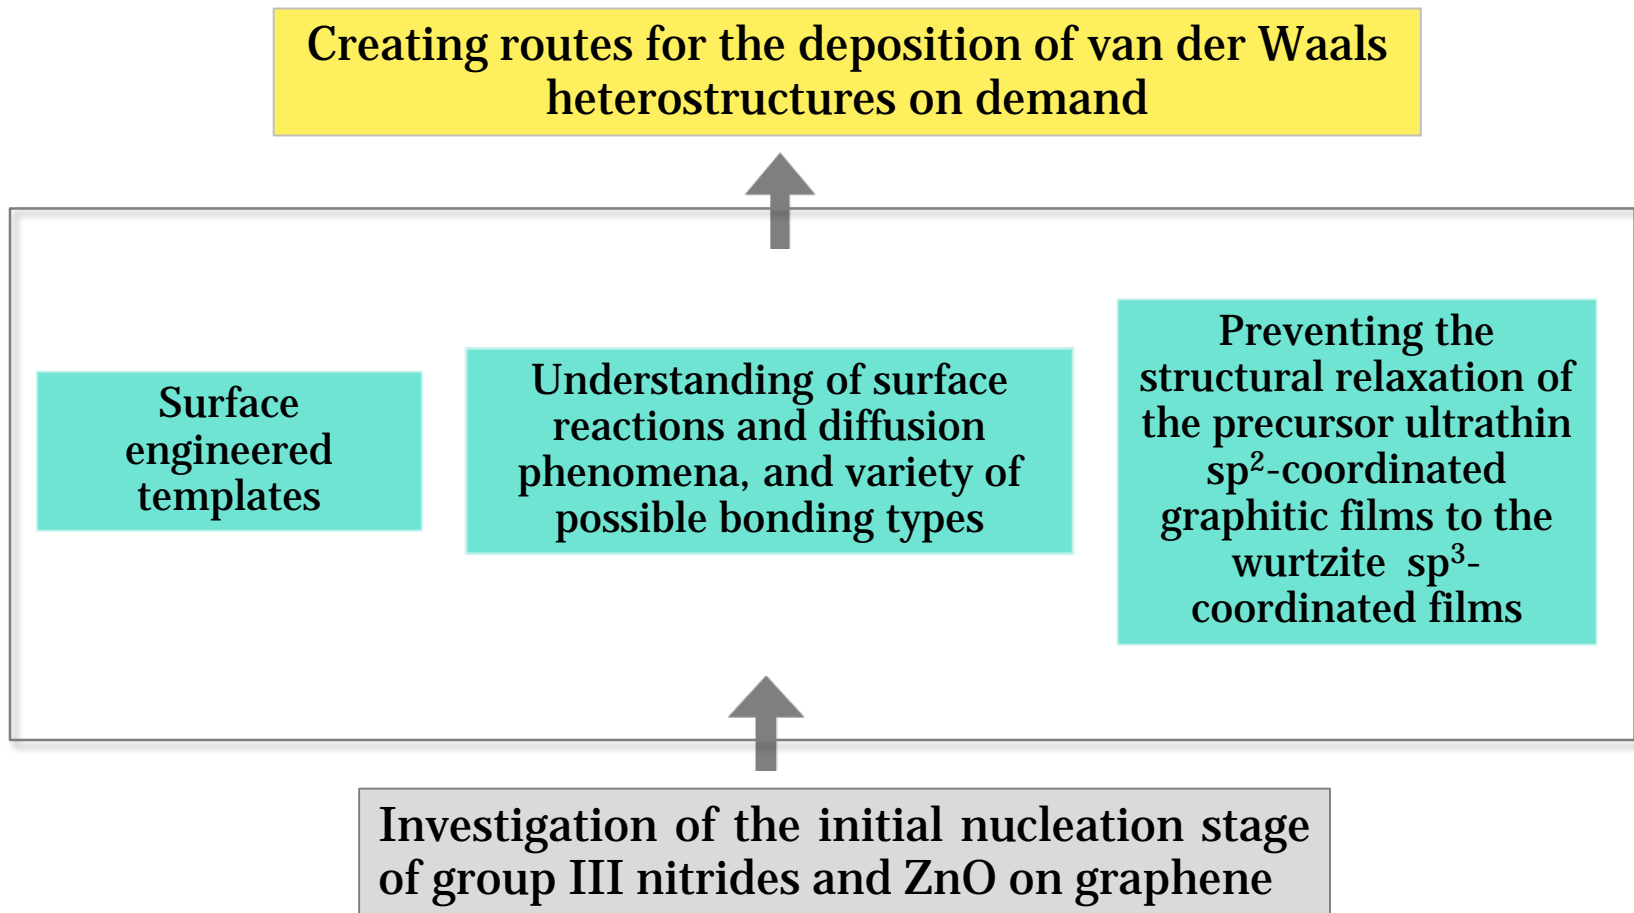 Creating routes for the deposition of van der Waals
heterostructures on demand
Surface
engineered
templates
Understanding of surface
reactions and diffusion
phenomena, and variety of
possible bonding types
Preventing the
structural relaxation of
the precursor ultrathin
sp²-coordinated
graphitic films to the
wurtzite sp³-
coordinated films
Investigation of the initial nucleation stage
of group III nitrides and ZnO on graphene